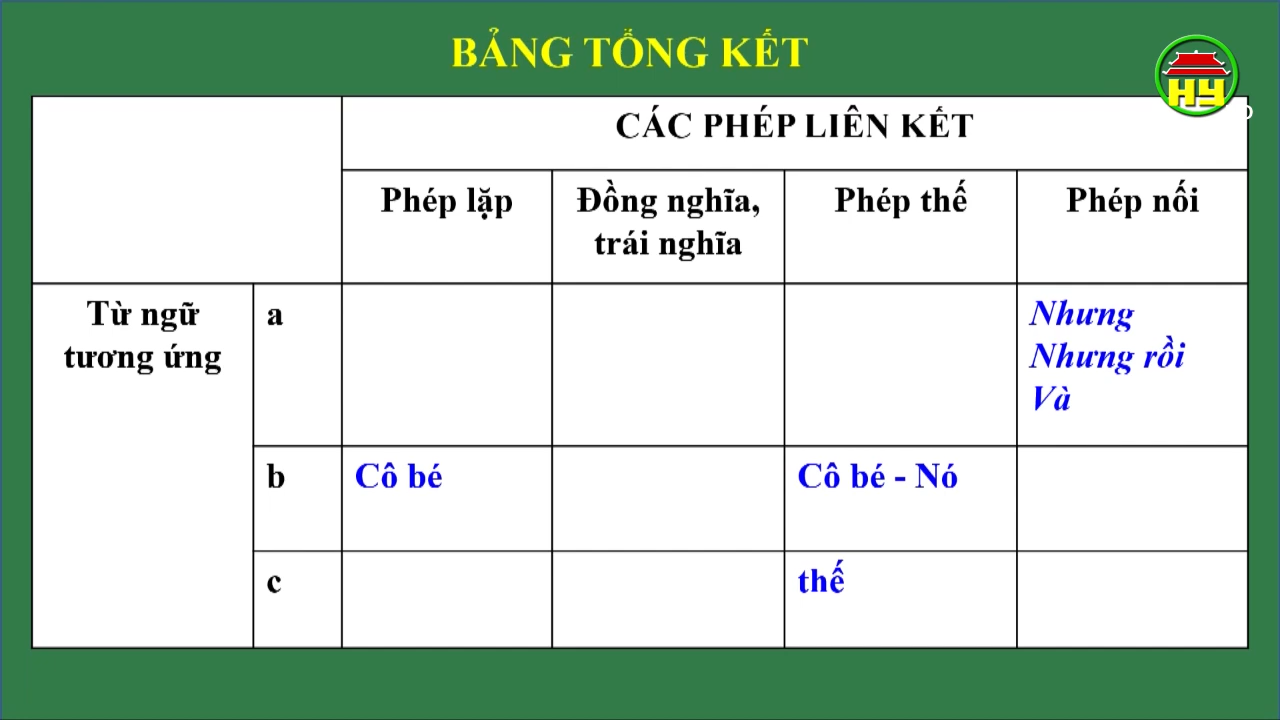 BẢNG TỔNG KẾT
HY
CÁC PHÉP LIÊN KẾT
Phép lặp
Đồng nghĩa,
trái nghĩa
Phép thế
Phép nối
Từ ngữ
tương ứng
a
Nhưng
Nhưng rồi
Và
b
Cô bé
Cô bé - Nó
c
thế